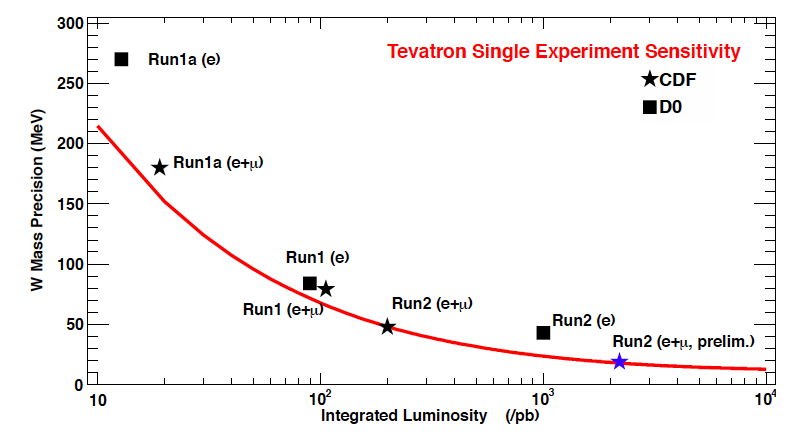 300
250
200
150
100
50
0
W Mass Precision (MeV)
Tevatron Single Experiment Sensitivity
CDF
D0
Run1a (e)
Run1a (e+μ)
Run1 (e)
Run1 (e+μ)
Run2 (e+μ)
Run2 (e)
Run2 (e+μ, prelim.)
10
10²
10³
10⁴
Integrated Luminosity (/pb)